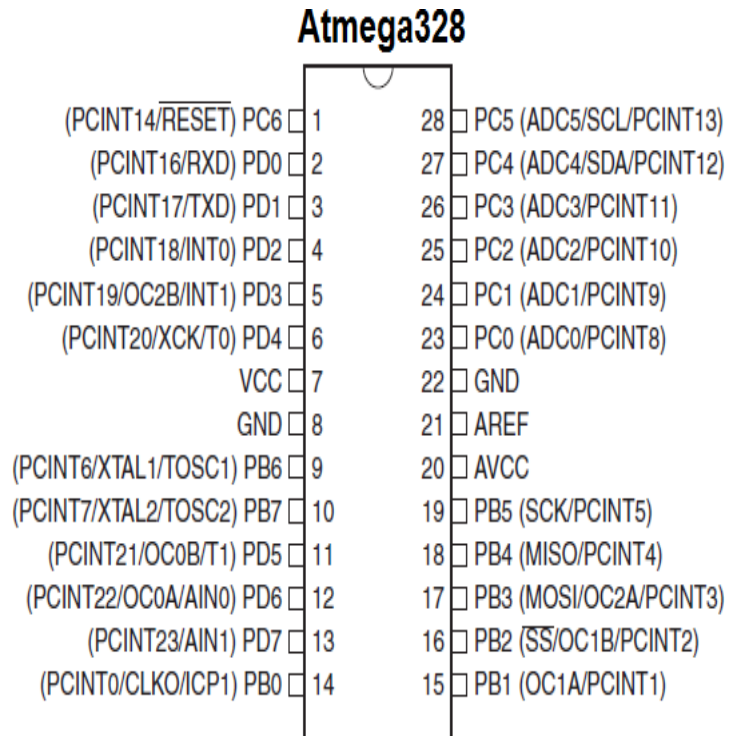 Atmega328
(PCINT14/RESET) PC6 1 28 PC5 (ADC5/SCL/PCINT13)
(PCINT16/RXD) PD0 2 27 PC4 (ADC4/SDA/PCINT12)
(PCINT17/TXD) PD1 3 26 PC3 (ADC3/PCINT11)
(PCINT18/INT0) PD2 4 25 PC2 (ADC2/PCINT10)
(PCINT19/OC2B/INT1) PD3 5 24 PC1 (ADC1/PCINT9)
(PCINT20/XCK/T0) PD4 6 23 PC0 (ADC0/PCINT8)
VCC 7 22 GND
GND 8 21 AREF
(PCINT6/XTAL1/TOSC1) PB6 9 20 AVCC
(PCINT7/XTAL2/TOSC2) PB7 10 19 PB5 (SCK/PCINT5)
(PCINT21/OC0B/T1) PD5 11 18 PB4 (MISO/PCINT4)
(PCINT22/OC0A/AIN0) PD6 12 17 PB3 (MOSI/OC2A/PCINT3)
(PCINT23/AIN1) PD7 13 16 PB2 (SS/OC1B/PCINT2)
(PCINT0/CLKO/ICP1) PB0 14 15 PB1 (OC1A/PCINT1)